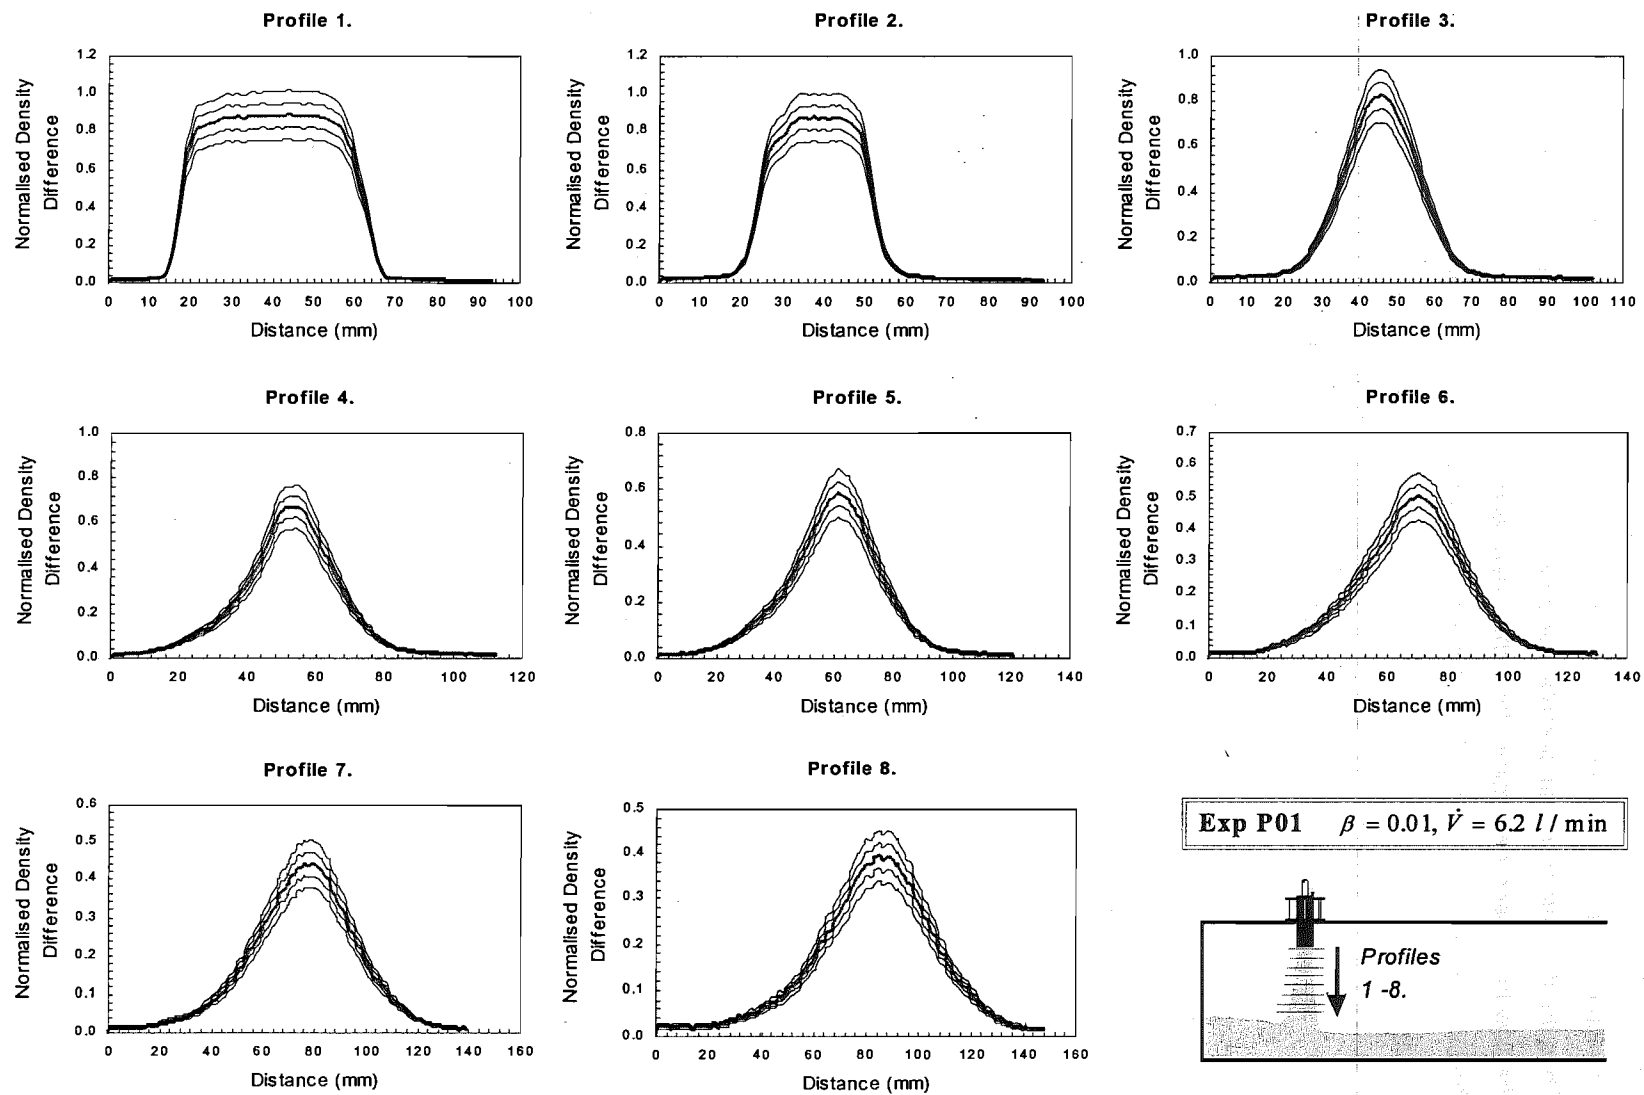 Profile 1.
1.2
1.0
0.8
0.6
0.4
0.2
0.0
Normalised Density
Difference
0 10 20 30 40 50 60 70 80 90 100
Distance (mm)
Profile 2.
1.2
1.0
0.8
0.6
0.4
0.2
0.0
Normalised Density
Difference
0 10 20 30 40 50 60 70 80 90 100
Distance (mm)
Profile 3.
1.0
0.8
0.6
0.4
0.2
0.0
Normalised Density
Difference
0 10 20 30 40 50 60 70 80 90 100 110
Distance (mm)
Profile 4.
1.0
0.8
0.6
0.4
0.2
0.0
Normalised Density
Difference
0 20 40 60 80 100 120
Distance (mm)
Profile 5.
0.8
0.6
0.4
0.2
0.0
Normalised Density
Difference
0 20 40 60 80 100 120 140
Distance (mm)
Profile 6.
0.7
0.6
0.5
0.4
0.3
0.2
0.1
0.0
Normalised Density
Difference
0 20 40 60 80 100 120 140
Distance (mm)
Profile 7.
0.6
0.5
0.4
0.3
0.2
0.1
0.0
Normalised Density
Difference
0 20 40 60 80 100 120 140 160
Distance (mm)
Profile 8.
0.5
0.4
0.3
0.2
0.1
0.0
Normalised Density
Difference
0 20 40 60 80 100 120 140 160
Distance (mm)
Exp P01 β = 0.01, V̇ = 6.2 l / min
Profiles
1 -8.